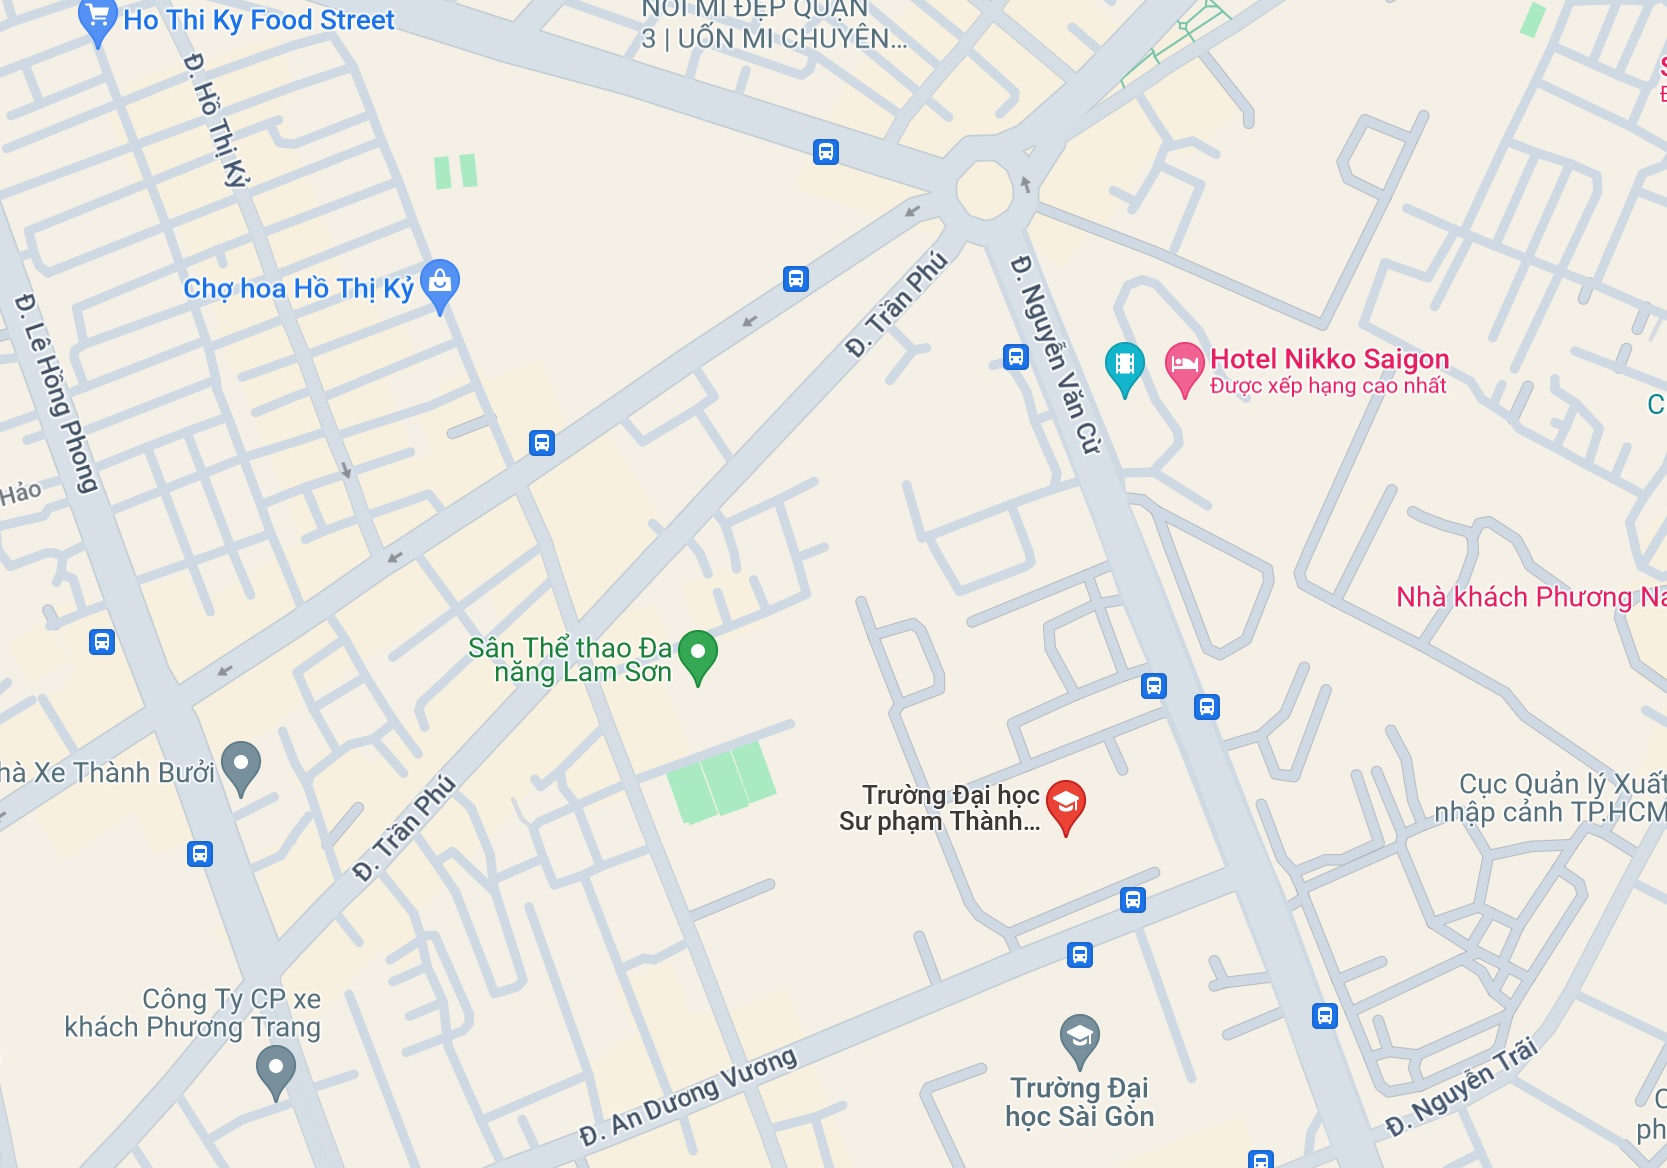 Ho Thi Ky Food Street
NỒI MÌ ĐẸP QUẬN
3 | UỐN MI CHUYÊN...
Đ. Hồ Thị Kỷ
Chợ hoa Hồ Thị Kỷ
Đ. Lê Hồng Phong
Hảo
Đ. Trần Phú
Đ. Nguyễn Văn Cừ
Hotel Nikko Saigon
Được xếp hạng cao nhất
Nhà khách Phương Na
Sân Thể thao Đa
năng Lam Sơn
hà Xe Thành Bưởi
Đ. Trần Phú
Trường Đại học
Sư phạm Thành...
Cục Quản lý Xuất
nhập cảnh TP.HCM
Công Ty CP xe
khách Phương Trang
Đ. An Dương Vương
Trường Đại
học Sài Gòn
Đ. Nguyễn Trãi
ph